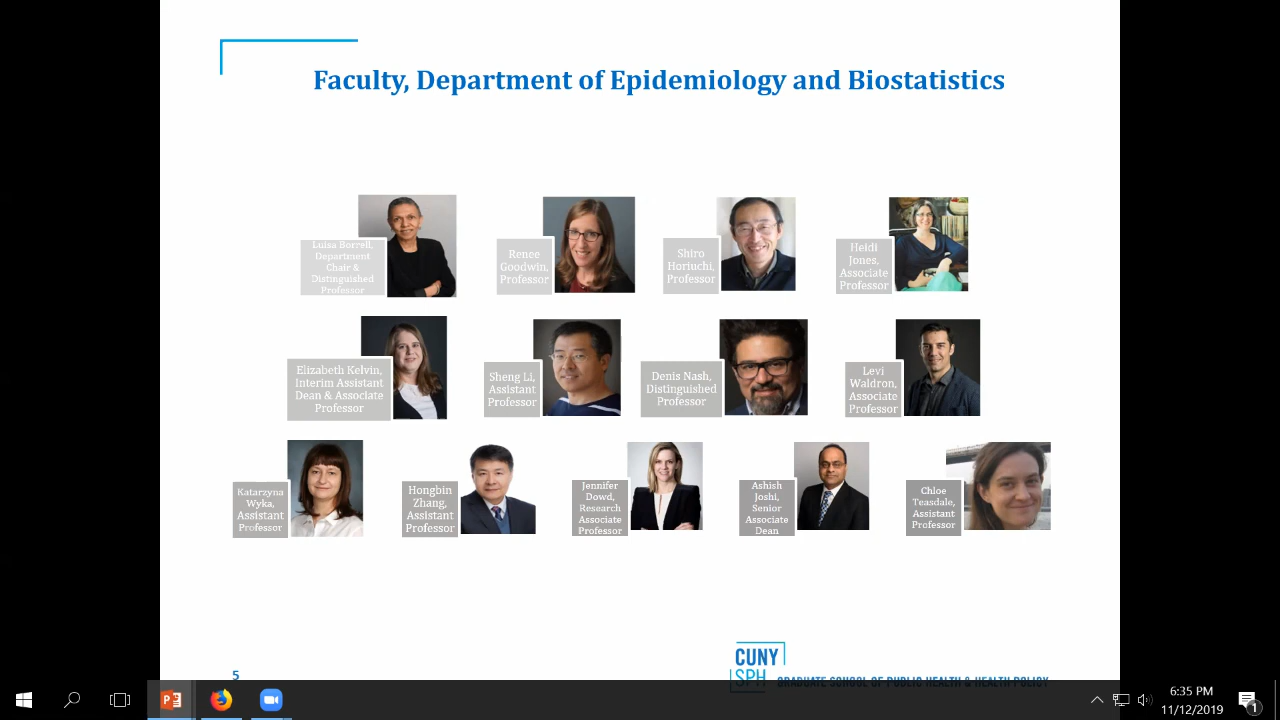 Faculty, Department of Epidemiology and Biostatistics
Luisa Borrell,
Department
Chair &
Distinguished
Professor
Renee
Goodwin,
Professor
Shiro
Horiuchi,
Professor
Heidi
Jones,
Associate
Professor
Elizabeth Kelvin,
Interim Assistant
Dean & Associate
Professor
Sheng Li,
Assistant
Professor
Denis Nash,
Distinguished
Professor
Levi
Waldron,
Associate
Professor
Katarzyna
Wyka,
Assistant
Professor
Hongbin
Zhang,
Assistant
Professor
Jennifer
Dowd,
Research
Associate
Professor
Ashish
Joshi,
Senior
Associate
Dean
Chloe
Teasdale,
Assistant
Professor
5
CUNY
SPH
GRADUATE SCHOOL OF PUBLIC HEALTH & HEALTH POLICY
6:35 PM
11/12/2019
1